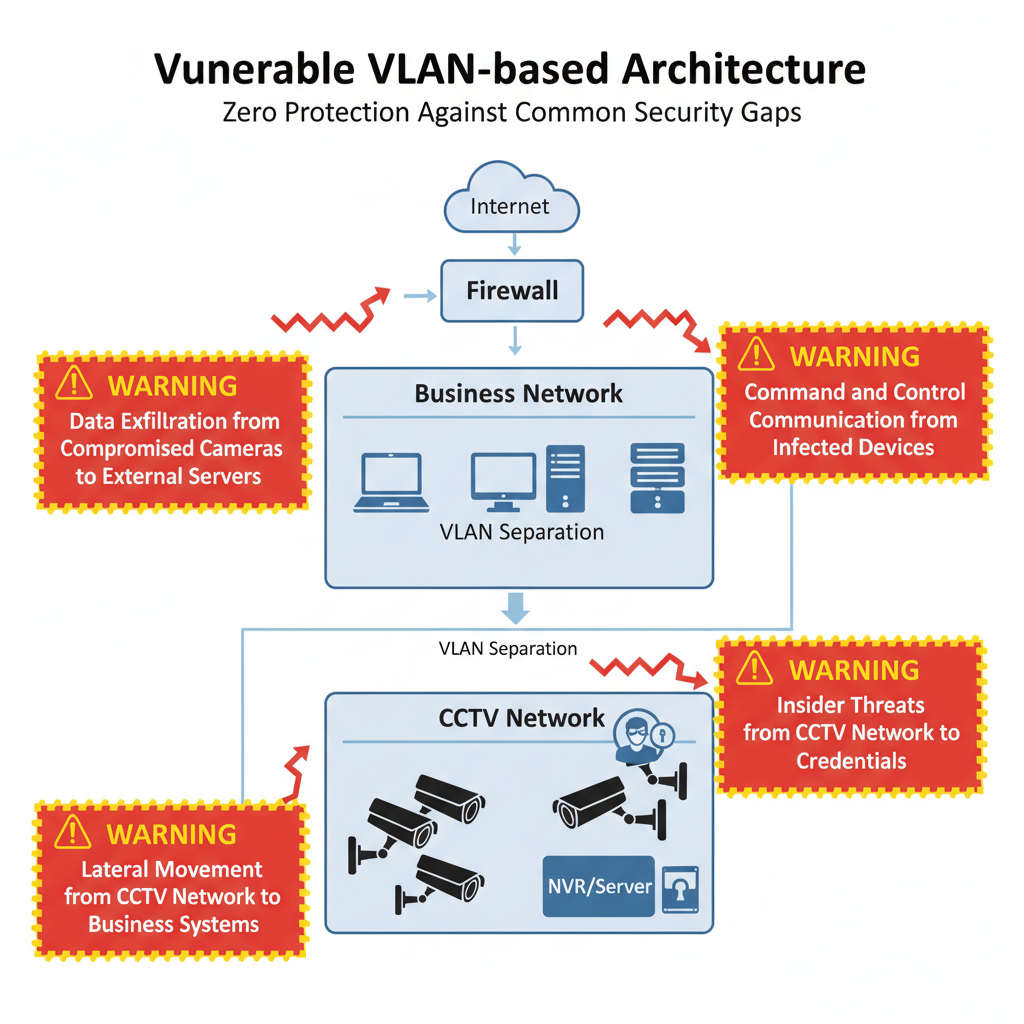 Vunerable VLAN-based Architecture
Zero Protection Against Common Security Gaps
Internet
Firewall
WARNING
Data Exfillration from
Compromised Cameras
to External Servers
WARNING
Command and Control
Communication from
Infected Devices
Business Network
VLAN Separation
VLAN Separation
WARNING
Insider Threats
from CCTV Network to
Credentials
CCTV Network
NVR/Server
WARNING
Lateral Movement
from CCTV Network to
Business Systems